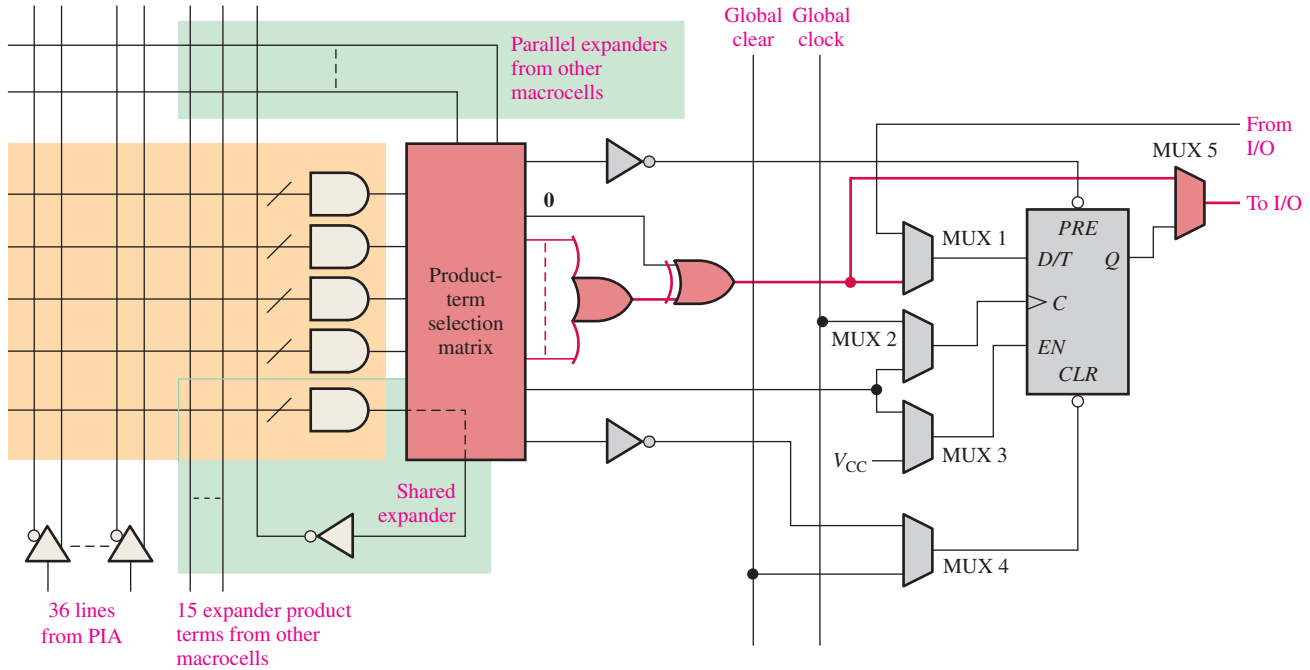 Global
clear
Global
clock
Parallel expanders
from other
macrocells
From
I/O
MUX 5
To I/O
0
PRE
D/T
Q
C
EN
CLR
MUX 1
MUX 2
MUX 3
VCC
MUX 4
Product-
term
selection
matrix
Shared
expander
36 lines
from PIA
15 expander product
terms from other
macrocells